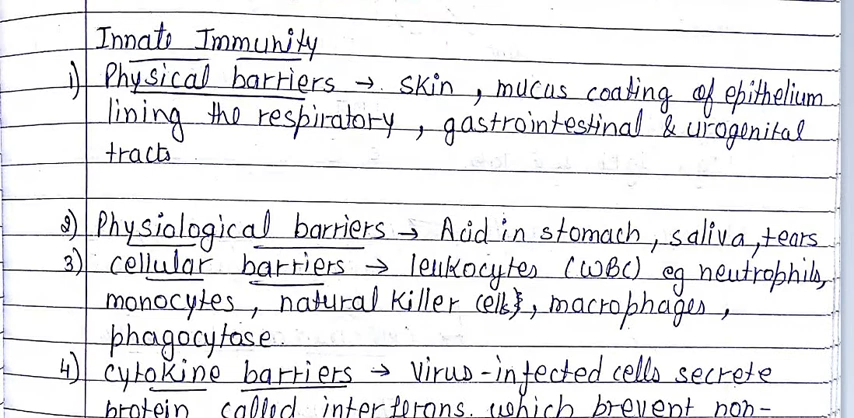 Innate Immunity
1) Physical barriers → skin, mucus coating of epithelium
lining the respiratory, gastrointestinal & urogenital
tracts
2) Physiological barriers → Acid in stomach, saliva, tears
3) cellular barriers → leukocytes (WBC) eg neutrophils,
monocytes, natural killer cells}, macrophages,
phagocytose.
4) cytokine barriers → Virus-infected cells secrete
protein called interferons, which prevent non-